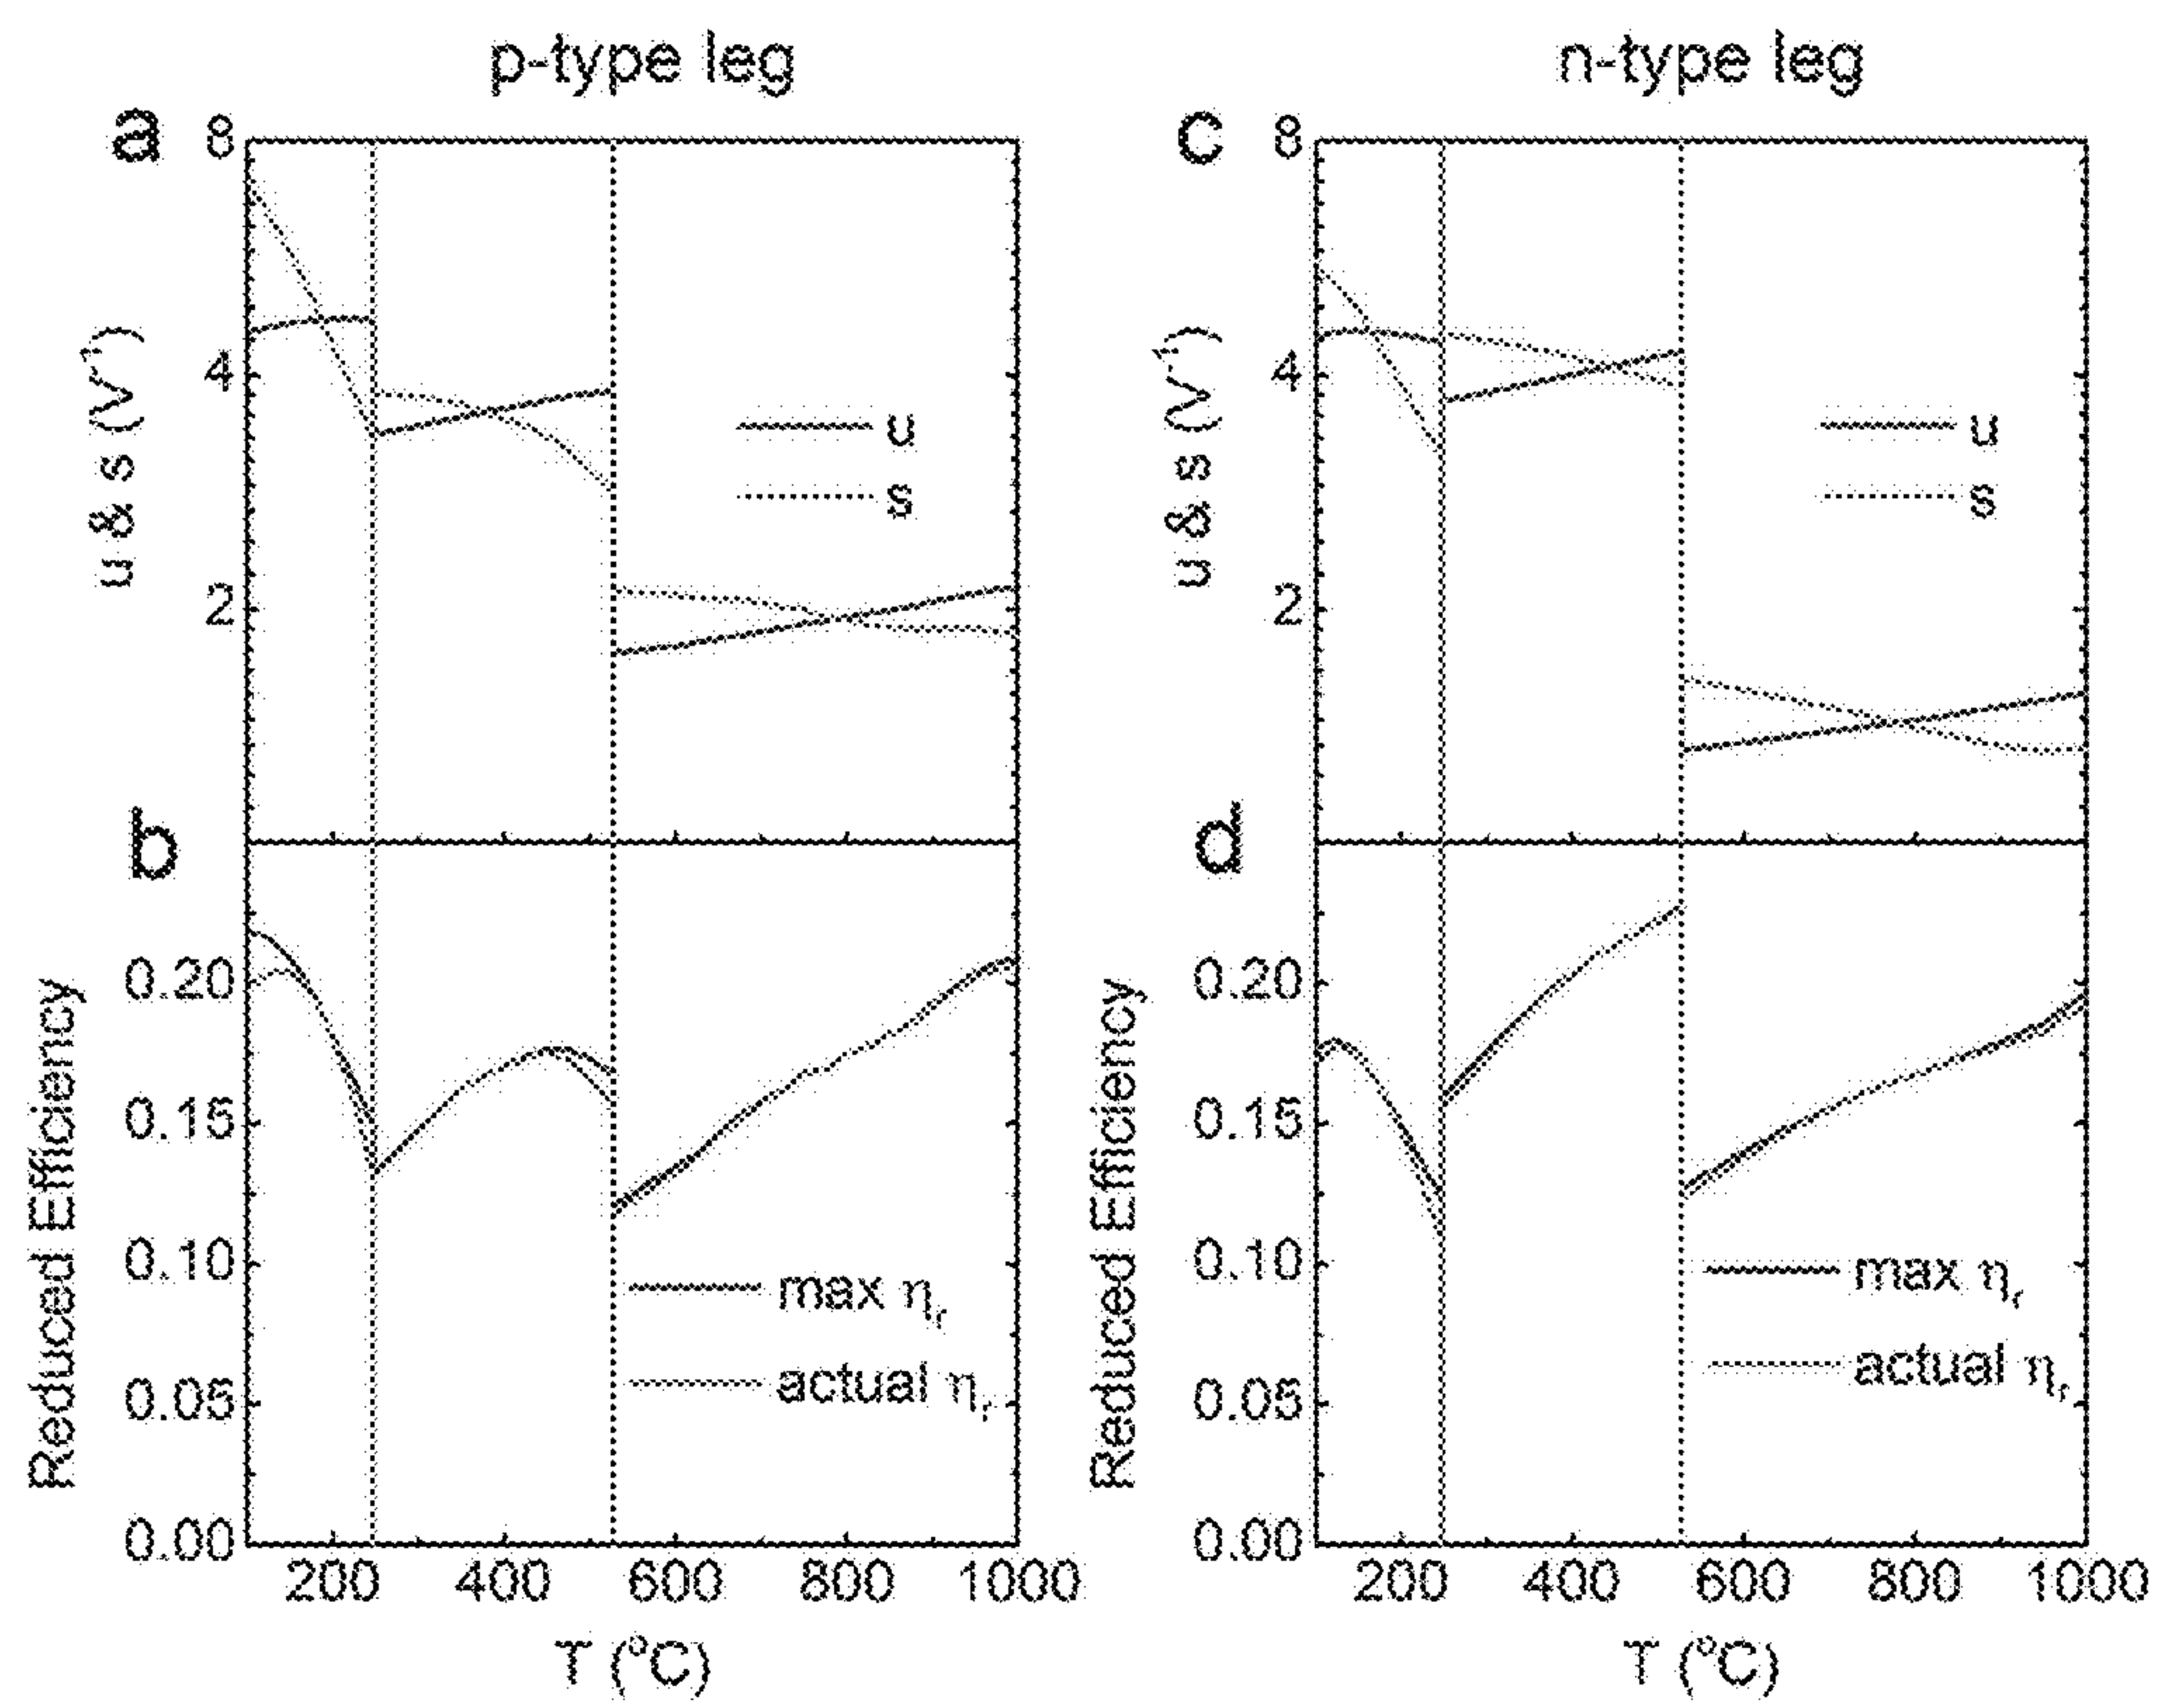 p-type leg
a
8
4
2
u & s (V⁻¹)
u
s
b
0.20
0.15
0.10
0.05
0.00
Reduced Efficiency
max ηr
actual ηr
200 400 600 800 1000
T (°C)
n-type leg
c
8
4
2
u & s (V⁻¹)
u
s
d
0.20
0.15
0.10
0.05
0.00
Reduced Efficiency
max ηr
actual ηr
200 400 600 800 1000
T (°C)